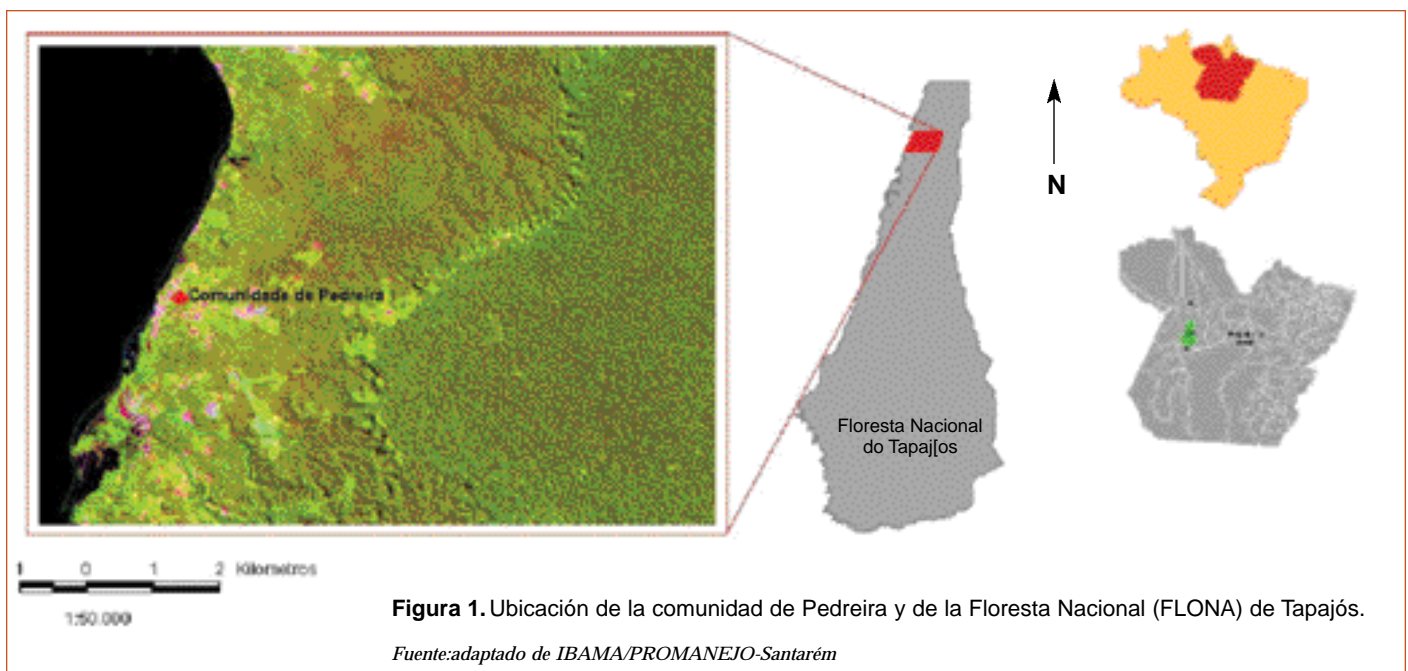 Comunidade de Pedreira
N
Floresta Nacional
do Tapaj[os
1 0 1 2 Kilometros
1:50.000
Figura 1. Ubicación de la comunidad de Pedreira y de la Floresta Nacional (FLONA) de Tapajós.
Fuente:adaptado de IBAMA/PROMANEJO-Santarém